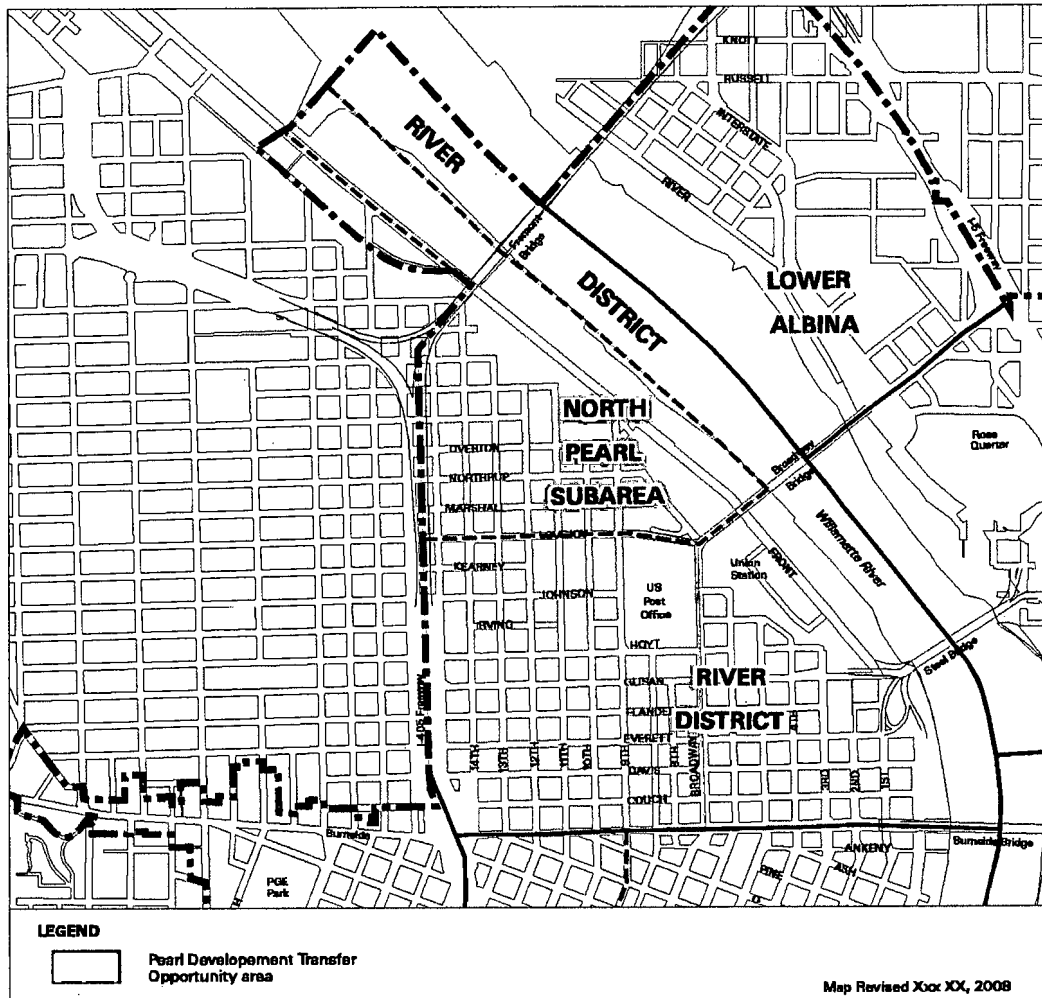 KNOTT
RUSSELL
INTERSTATE
RIVER
RIVER
DISTRICT
Fremont
Bridge
I-5 Freeway
LOWER
ALBINA
NORTH
PEARL
SUBAREA
OVERTON
NORTHRUP
MARSHALL
KEARNEY
JOHNSON
IRVING
Broadway
Bridge
Rose
Quarter
Willamette River
FRONT
Union
Station
US
Post
Office
HOYT
GLISAN
FLANDERS
EVERETT
DAVIS
COUCH
RIVER
DISTRICT
Steel Bridge
I-405 Freeway
14TH
13TH
12TH
11TH
10TH
9TH
8TH
BROADWAY
4TH
3RD
2ND
1ST
Burnside
Burnside Bridge
ANKENY
ASH
PINE
PGE
Park
LEGEND
Pearl Developement Transfer
Opportunity area
Map Revised Xxx XX, 2008